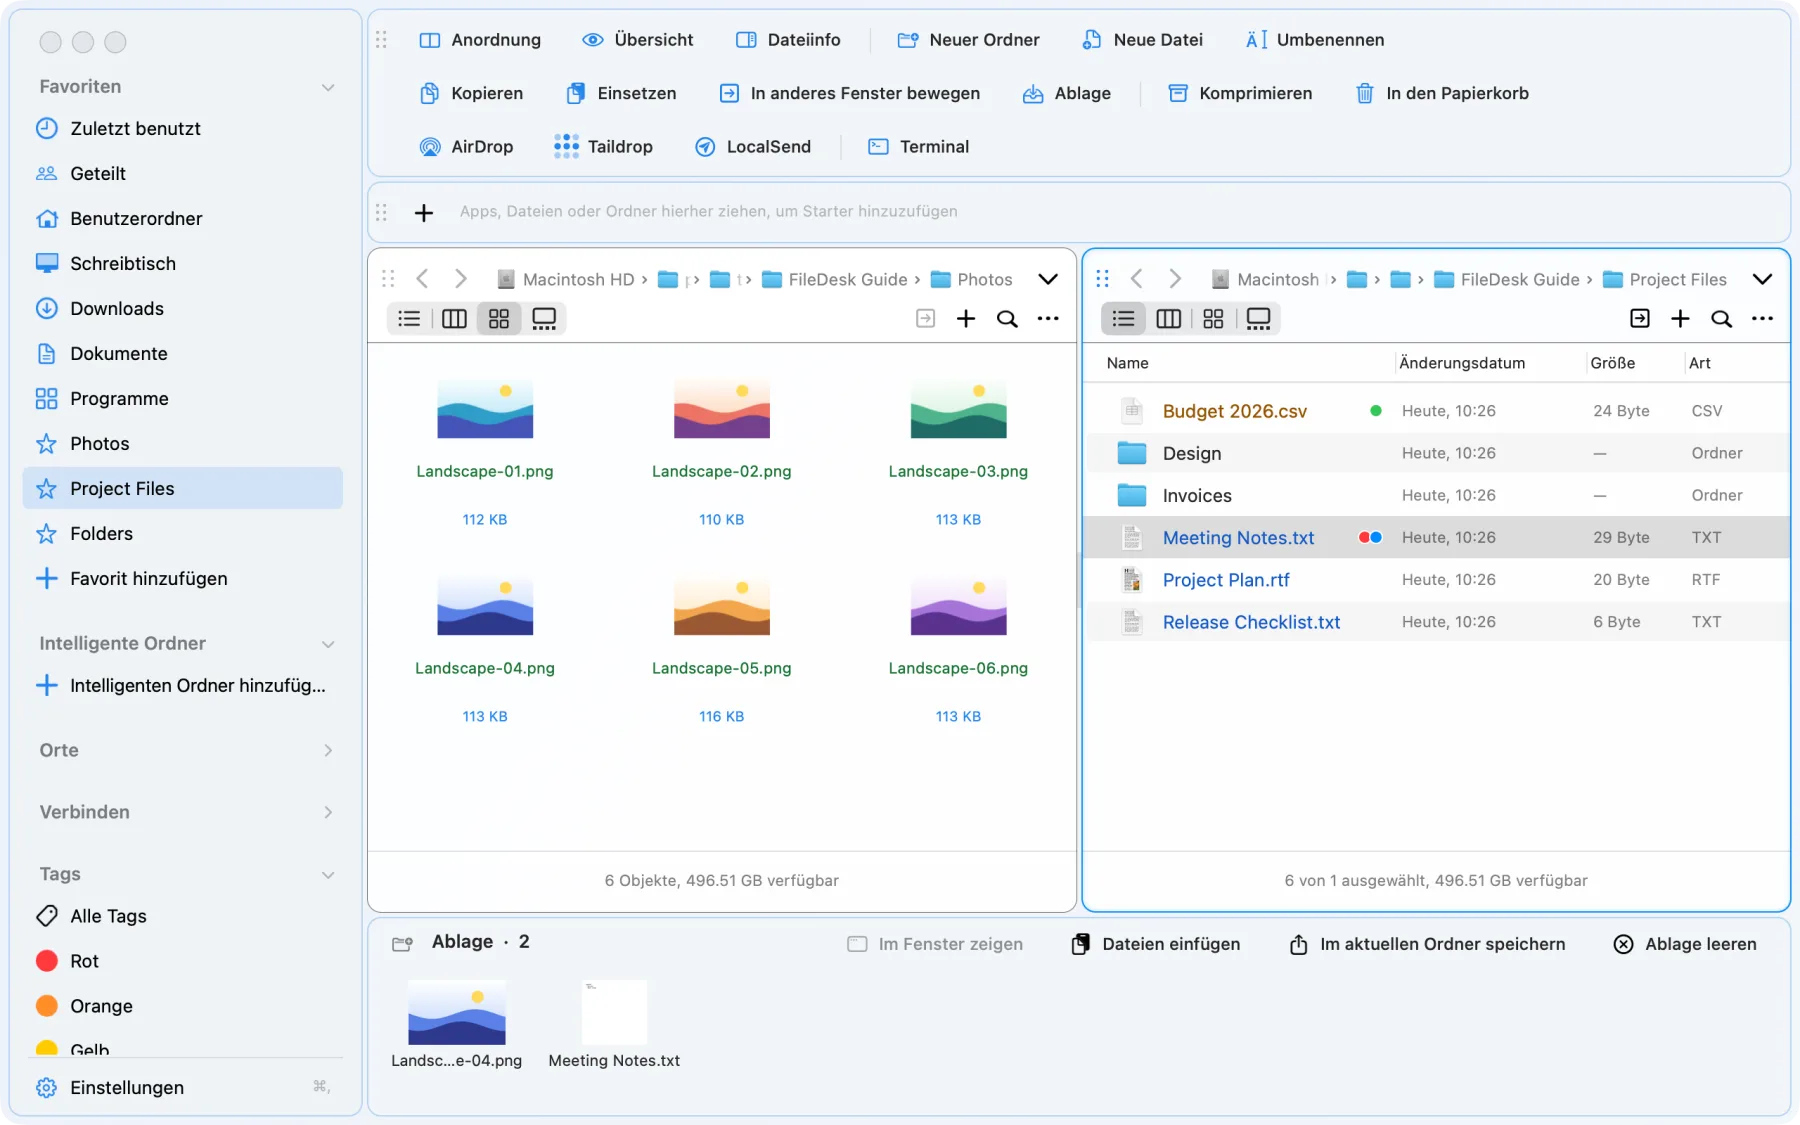 Favoriten
Zuletzt benutzt
Geteilt
Benutzerordner
Schreibtisch
Downloads
Dokumente
Programme
Photos
Project Files
Folders
Favorit hinzufügen
Intelligente Ordner
Intelligenten Ordner hinzufüg...
Orte
Verbinden
Tags
Alle Tags
Rot
Orange
Gelb
Einstellungen ⌘,
Anordnung Übersicht Dateiinfo Neuer Ordner Neue Datei Umbenennen
Kopieren Einsetzen In anderes Fenster bewegen Ablage Komprimieren In den Papierkorb
AirDrop Taildrop LocalSend Terminal
Apps, Dateien oder Ordner hierher ziehen, um Starter hinzuzufügen
Macintosh HD › › t › FileDesk Guide › Photos
Landscape-01.png Landscape-02.png Landscape-03.png
112 KB 110 KB 113 KB
Landscape-04.png Landscape-05.png Landscape-06.png
113 KB 116 KB 113 KB
6 Objekte, 496.51 GB verfügbar
Macintosh › › › FileDesk Guide › Project Files
Name Änderungsdatum Größe Art
Budget 2026.csv Heute, 10:26 24 Byte CSV
Design Heute, 10:26 — Ordner
Invoices Heute, 10:26 — Ordner
Meeting Notes.txt Heute, 10:26 29 Byte TXT
Project Plan.rtf Heute, 10:26 20 Byte RTF
Release Checklist.txt Heute, 10:26 6 Byte TXT
6 von 1 ausgewählt, 496.51 GB verfügbar
Ablage · 2 Im Fenster zeigen Dateien einfügen Im aktuellen Ordner speichern Ablage leeren
Landsc...e-04.png Meeting Notes.txt